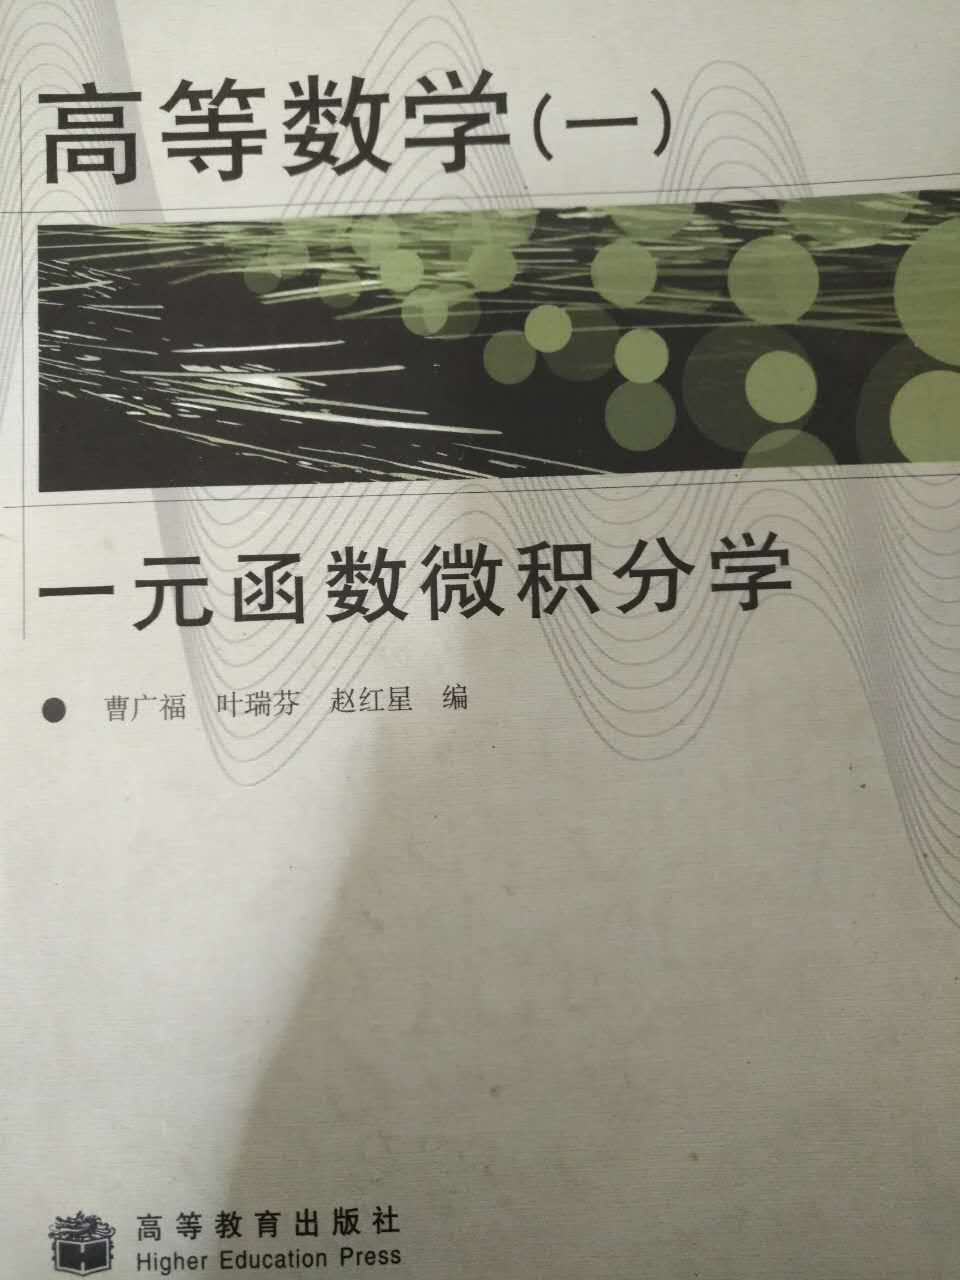 高等数学(一)
一元函数微积分学
● 曹广福 叶瑞芬 赵红星 编
高等教育出版社
Higher Education Press